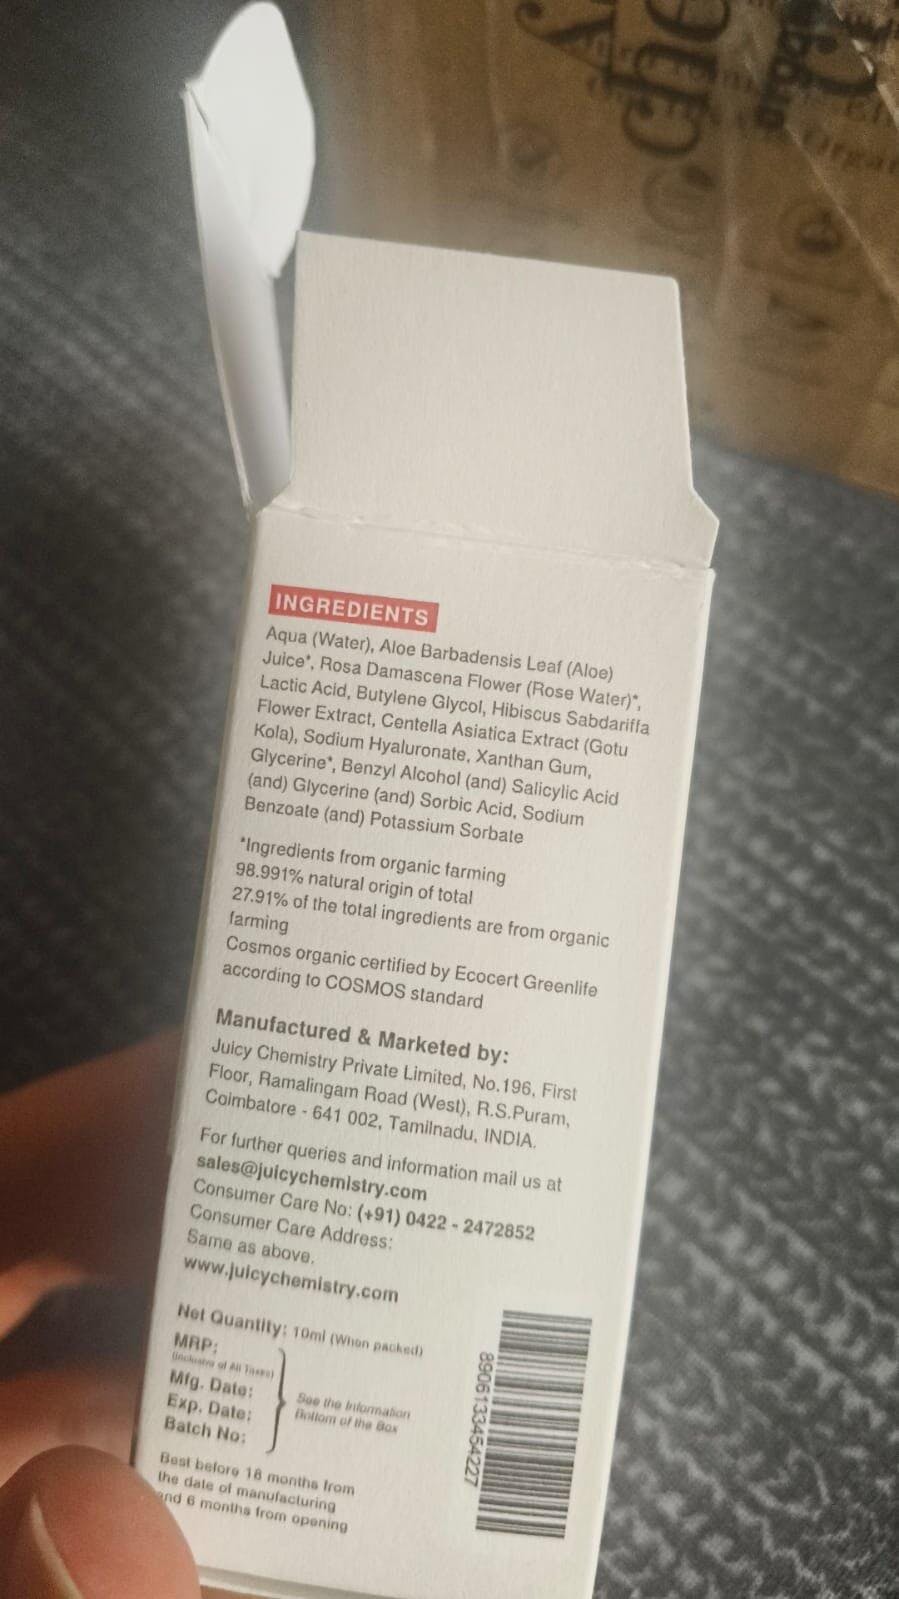 INGREDIENTS
Aqua (Water), Aloe Barbadensis Leaf (Aloe)
Juice*, Rosa Damascena Flower (Rose Water)*,
Lactic Acid, Butylene Glycol, Hibiscus Sabdariffa
Flower Extract, Centella Asiatica Extract (Gotu
Kola), Sodium Hyaluronate, Xanthan Gum,
Glycerine*, Benzyl Alcohol (and) Salicylic Acid
(and) Glycerine (and) Sorbic Acid, Sodium
Benzoate (and) Potassium Sorbate
*Ingredients from organic farming
98.991% natural origin of total
27.91% of the total ingredients are from organic
farming
Cosmos organic certified by Ecocert Greenlife
according to COSMOS standard
Manufactured & Marketed by:
Juicy Chemistry Private Limited, No.196, First
Floor, Ramalingam Road (West), R.S.Puram,
Coimbatore - 641 002, Tamilnadu, INDIA.
For further queries and information mail us at
sales@juicychemistry.com
Consumer Care No: (+91) 0422 - 2472852
Consumer Care Address:
Same as above.
www.juicychemistry.com
Net Quantity: 10ml (When packed)
MRP:
(Inclusive of All Taxes)
Mfg. Date:
Exp. Date:
Batch No:
See the Information
Bottom of the Box
Best before 18 months from
the date of manufacturing
and 6 months from opening
8906133454227